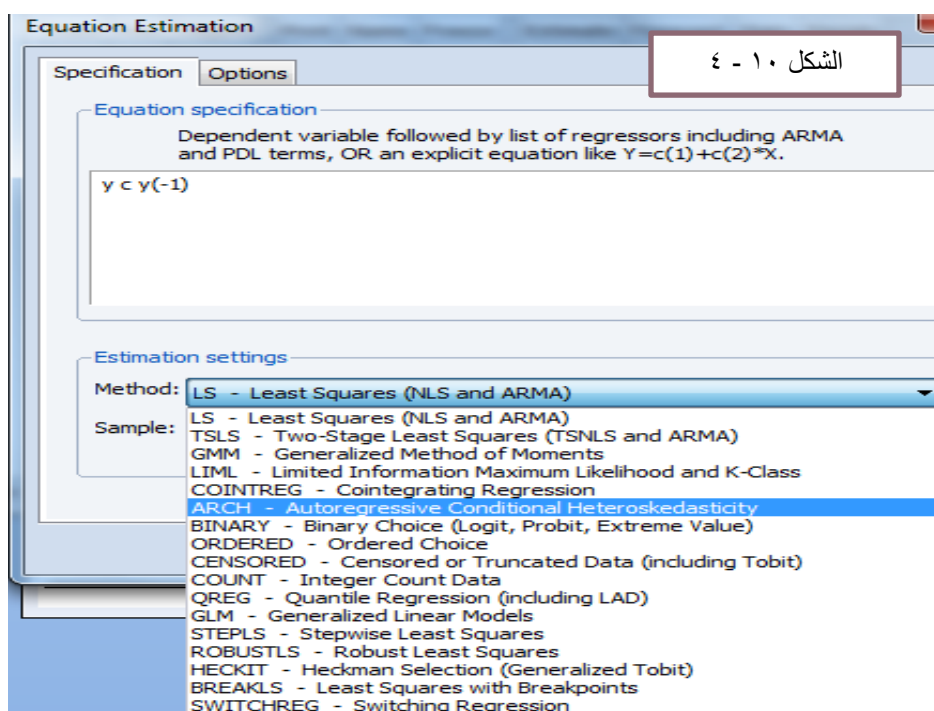 Equation Estimation
الشكل ١٠ - ٤
Specification Options
Equation specification
Dependent variable followed by list of regressors including ARMA
and PDL terms, OR an explicit equation like Y=c(1)+c(2)*X.
y c y(-1)
Estimation settings
Method: LS - Least Squares (NLS and ARMA)
Sample:
LS - Least Squares (NLS and ARMA)
TSLS - Two-Stage Least Squares (TSNLS and ARMA)
GMM - Generalized Method of Moments
LIML - Limited Information Maximum Likelihood and K-Class
COINTREG - Cointegrating Regression
ARCH - Autoregressive Conditional Heteroskedasticity
BINARY - Binary Choice (Logit, Probit, Extreme Value)
ORDERED - Ordered Choice
CENSORED - Censored or Truncated Data (including Tobit)
COUNT - Integer Count Data
QREG - Quantile Regression (including LAD)
GLM - Generalized Linear Models
STEPLS - Stepwise Least Squares
ROBUSTLS - Robust Least Squares
HECKIT - Heckman Selection (Generalized Tobit)
BREAKLS - Least Squares with Breakpoints
SWITCHREG - Switching Regression